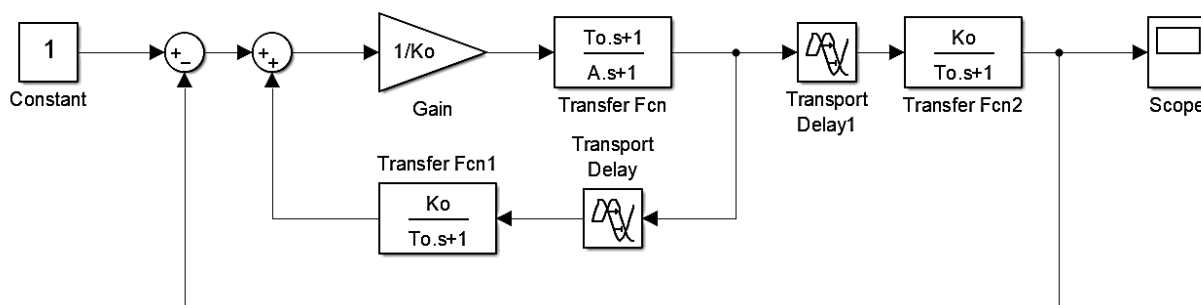 1
Constant
+
−
+
+
1/Ko
Gain
To.s+1
A.s+1
Transfer Fcn
Transport
Delay1
Ko
To.s+1
Transfer Fcn2
Scope
Transfer Fcn1
Ko
To.s+1
Transport
Delay